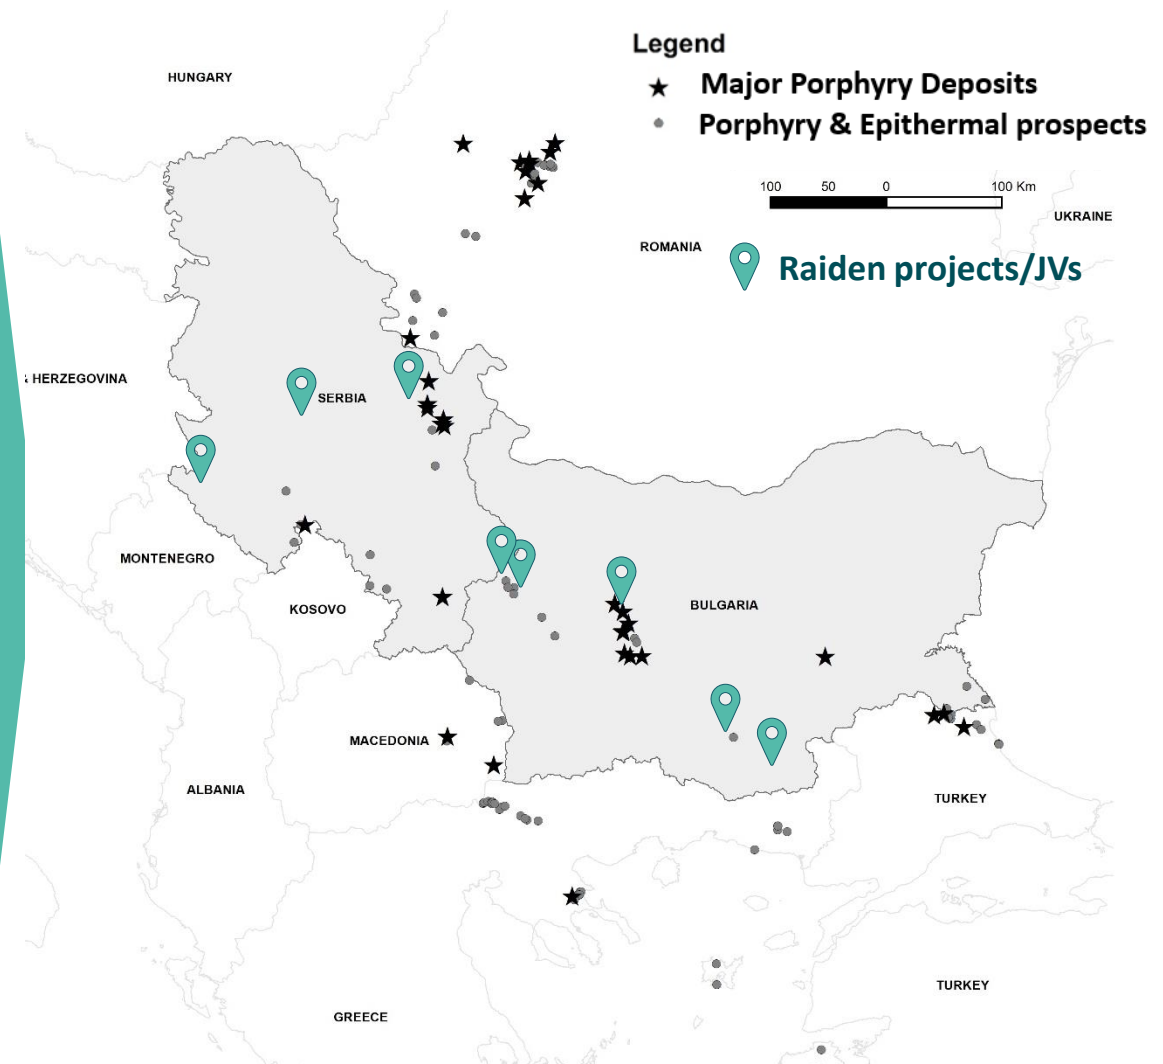 Legend
Major Porphyry Deposits
Porphyry & Epithermal prospects
HUNGARY
100 50 0 100 Km
UKRAINE
ROMANIA
Raiden projects/JVs
HERZEGOVINA
SERBIA
MONTENEGRO
KOSOVO
BULGARIA
MACEDONIA
ALBANIA
TURKEY
TURKEY
GREECE